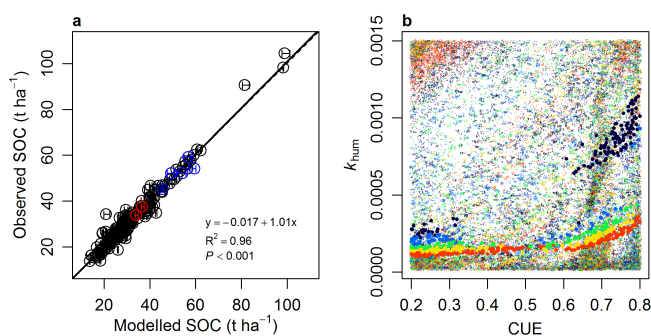 a
Observed SOC (t ha⁻¹)
100
80
60
40
20
y = −0.017 + 1.01x
R² = 0.96
P < 0.001
20 40 60 80 100
Modelled SOC (t ha⁻¹)
b
k_hum
0.0015
0.0010
0.0005
0.0000
0.2 0.3 0.4 0.5 0.6 0.7 0.8
CUE